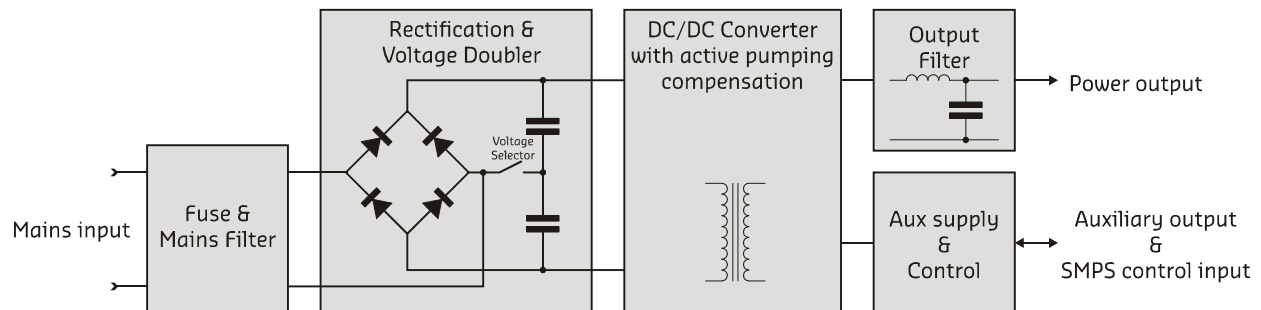 Mains input
Fuse &
Mains Filter
Rectification &
Voltage Doubler
Voltage
Selector
DC/DC Converter
with active pumping
compensation
Output
Filter
Power output
Aux supply
&
Control
Auxiliary output
&
SMPS control input